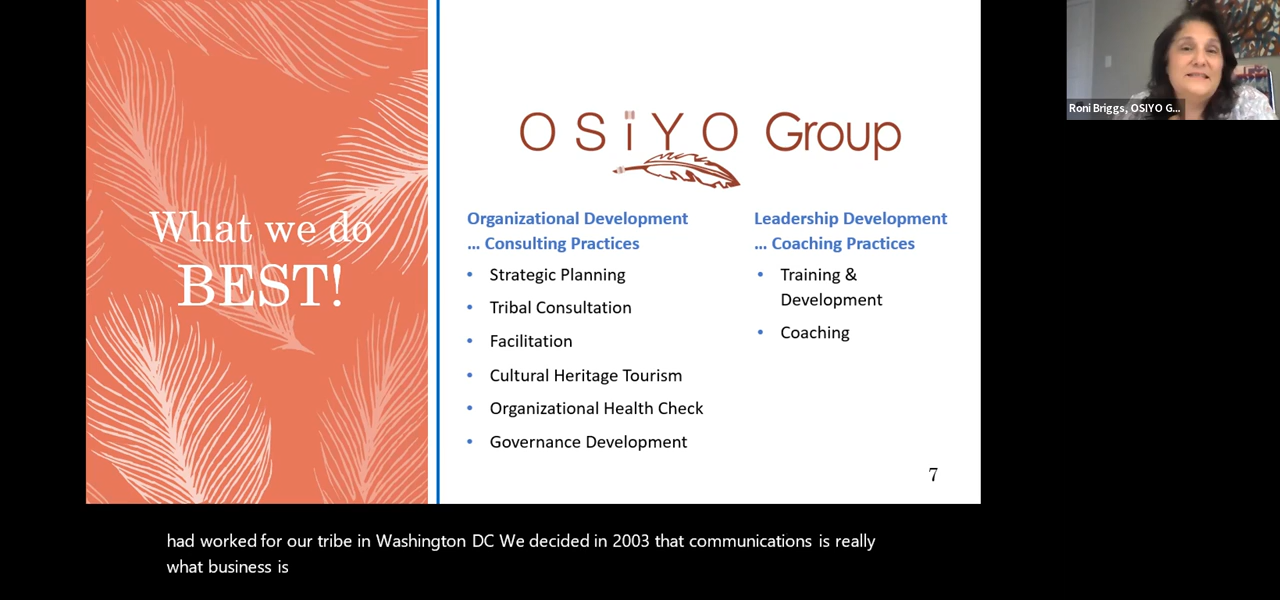 What we do
BEST!
OSiYO Group
Organizational Development
... Consulting Practices
• Strategic Planning
• Tribal Consultation
• Facilitation
• Cultural Heritage Tourism
• Organizational Health Check
• Governance Development
Leadership Development
... Coaching Practices
• Training &
Development
• Coaching
7
Roni Briggs, OSIYO G...
had worked for our tribe in Washington DC We decided in 2003 that communications is really
what business is